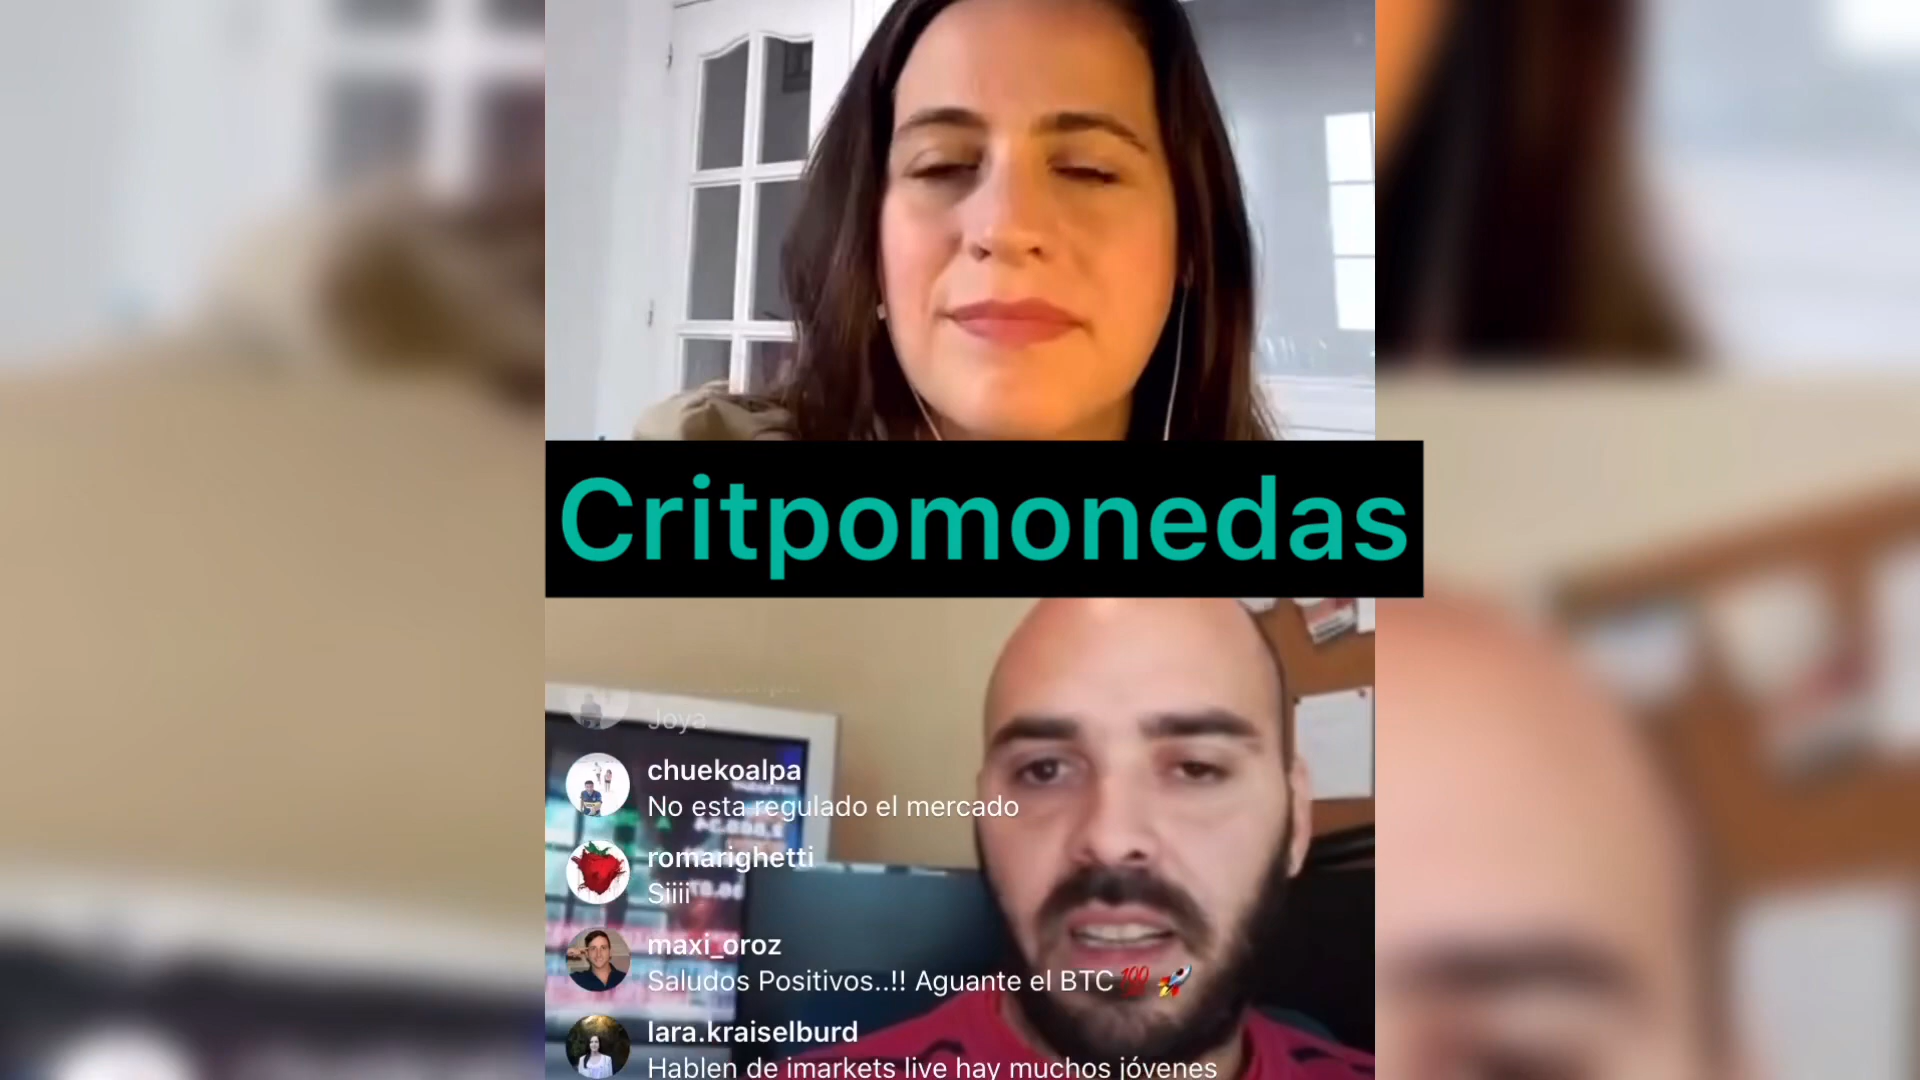 Critpomonedas
Joya
chuekoalpa
No esta regulado el mercado
romarighetti
Siiii
maxi_oroz
Saludos Positivos..!! Aguante el BTC💯 🚀
lara.kraiselburd
Hablen de imarkets live hay muchos jóvenes